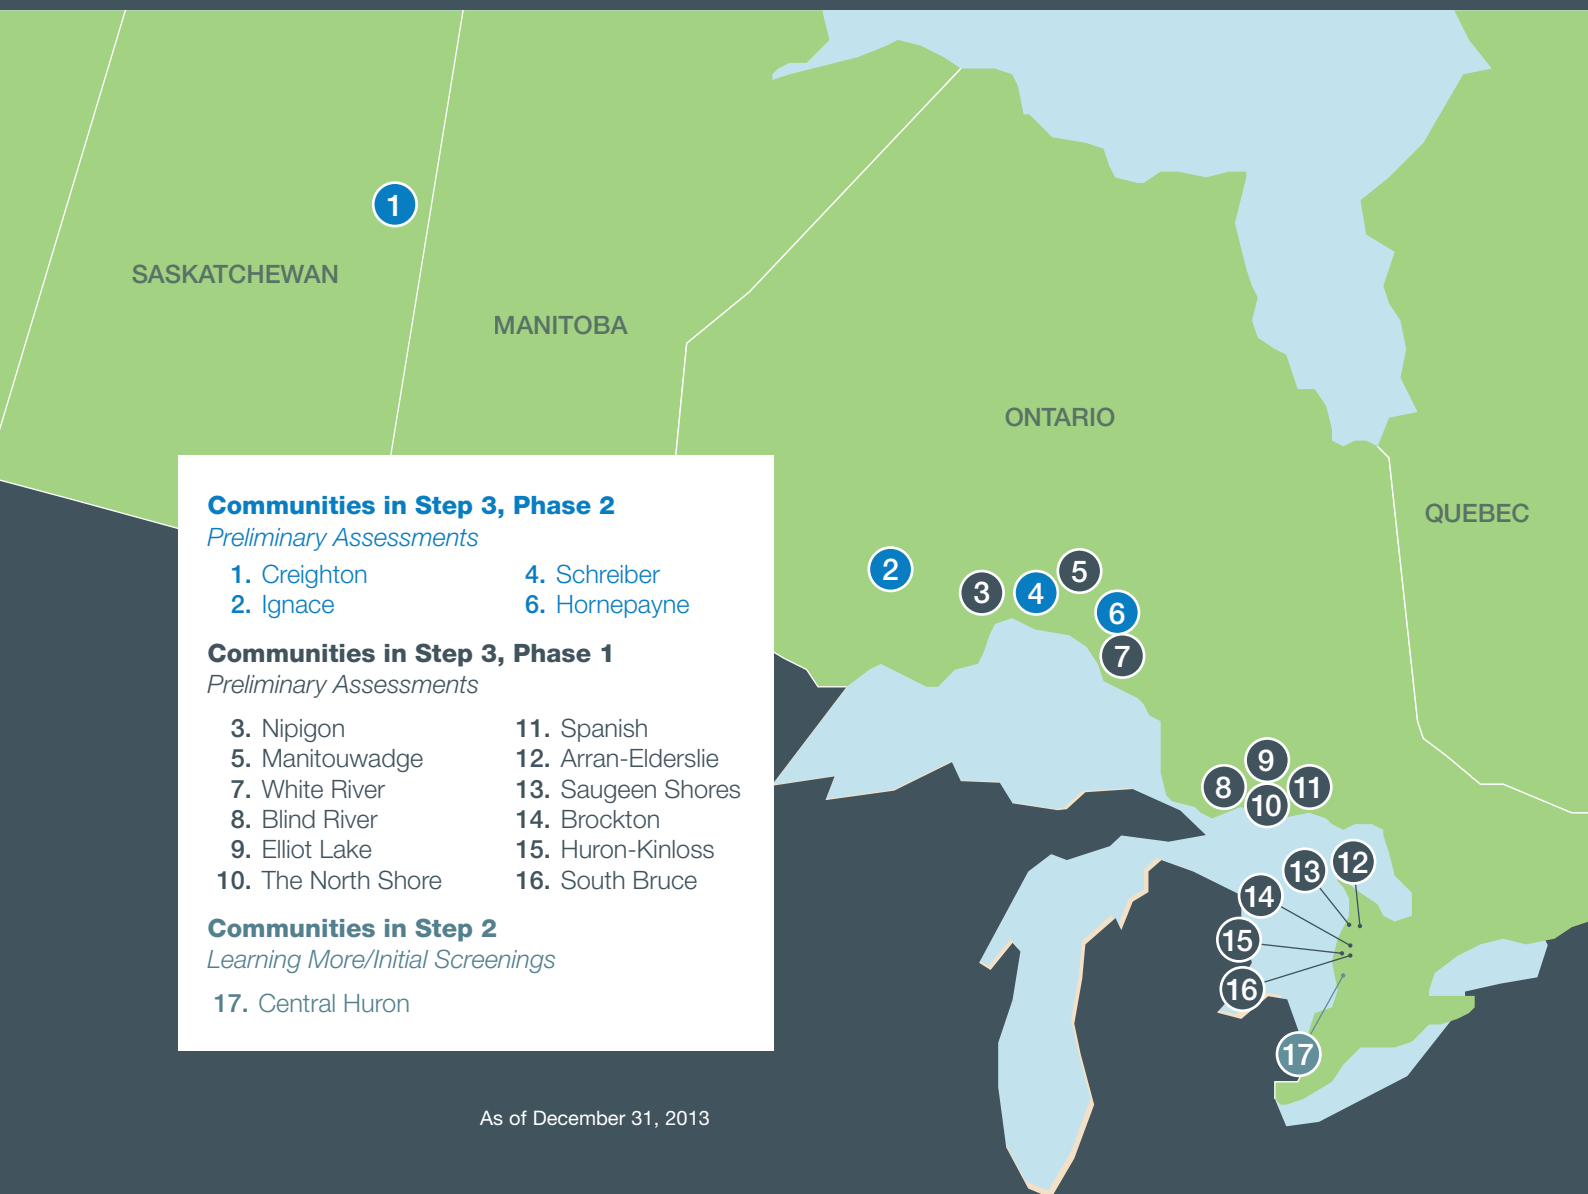 1
SASKATCHEWAN
MANITOBA
ONTARIO
QUEBEC
Communities in Step 3, Phase 2
Preliminary Assessments
1. Creighton
2. Ignace
4. Schreiber
6. Hornepayne
Communities in Step 3, Phase 1
Preliminary Assessments
3. Nipigon
5. Manitouwadge
7. White River
8. Blind River
9. Elliot Lake
10. The North Shore
11. Spanish
12. Arran-Elderslie
13. Saugeen Shores
14. Brockton
15. Huron-Kinloss
16. South Bruce
Communities in Step 2
Learning More/Initial Screenings
17. Central Huron
2
3
4
5
6
7
8
9
10
11
12
13
14
15
16
17
As of December 31, 2013